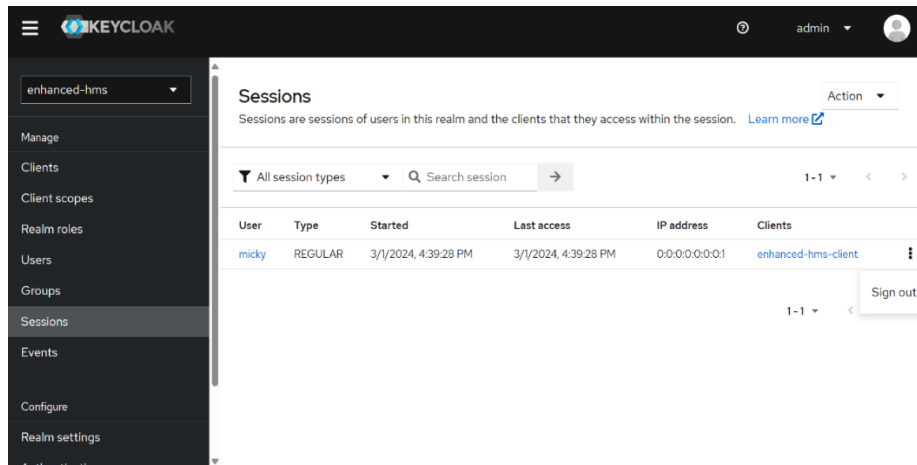 KEYCLOAK
admin
enhanced-hms
Manage
Clients
Client scopes
Realm roles
Users
Groups
Sessions
Events
Configure
Realm settings
Sessions
Action
Sessions are sessions of users in this realm and the clients that they access within the session. Learn more
All session types
Search session
1-1
User Type Started Last access IP address Clients
micky REGULAR 3/1/2024, 4:39:28 PM 3/1/2024, 4:39:28 PM 0:0:0:0:0:0:0:1 enhanced-hms-client
Sign out
1-1